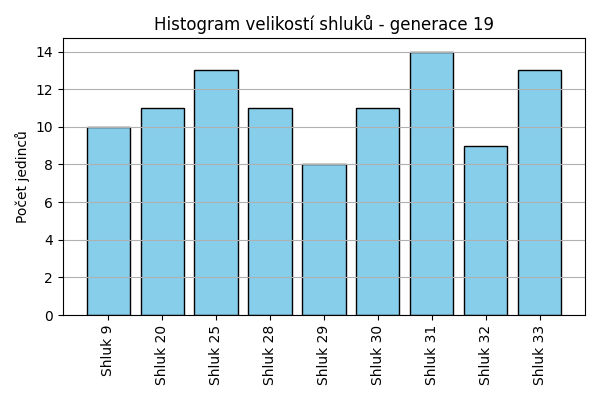 Histogram velikostí shluků - generace 19
Počet jedinců
14
12
10
8
6
4
2
0
Shluk 9
Shluk 20
Shluk 25
Shluk 28
Shluk 29
Shluk 30
Shluk 31
Shluk 32
Shluk 33